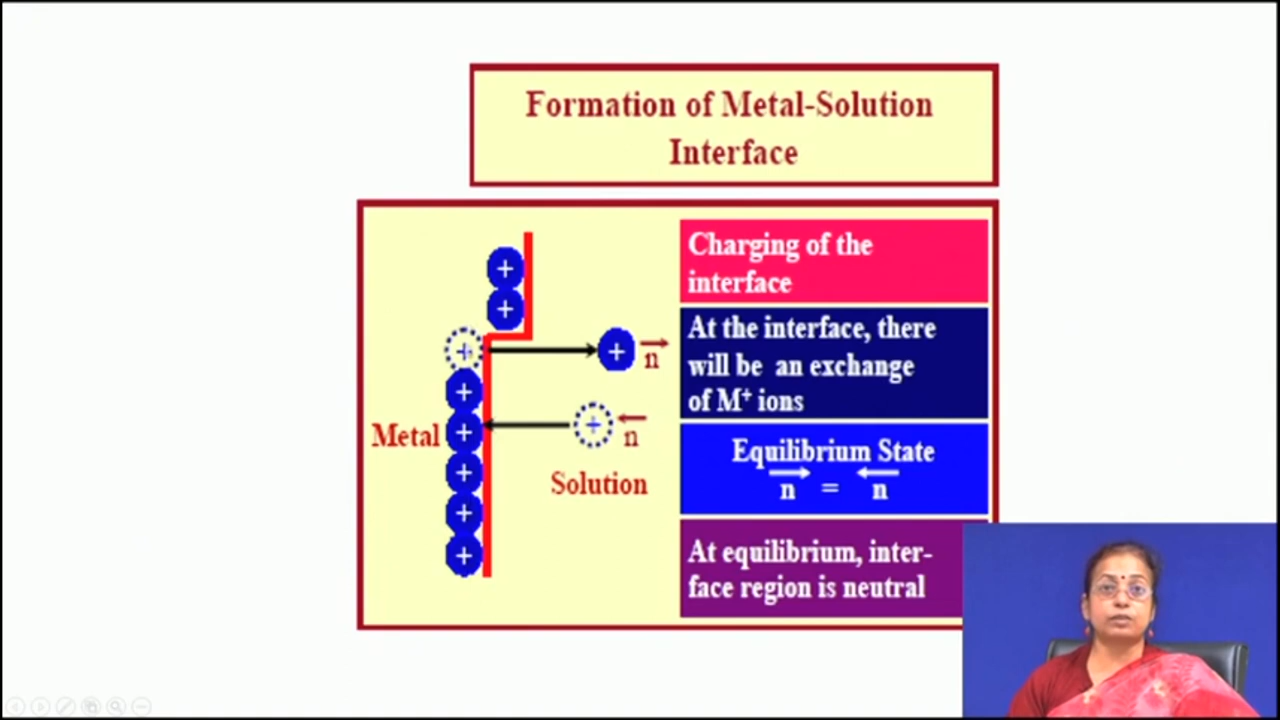 Formation of Metal-Solution
Interface
+
+
+
+
n
+
+
Metal
+
+
n
+
Solution
+
+
Charging of the
interface
At the interface, there
will be an exchange
of M⁺ ions
Equilibrium State
n = n
At equilibrium, inter-
face region is neutral